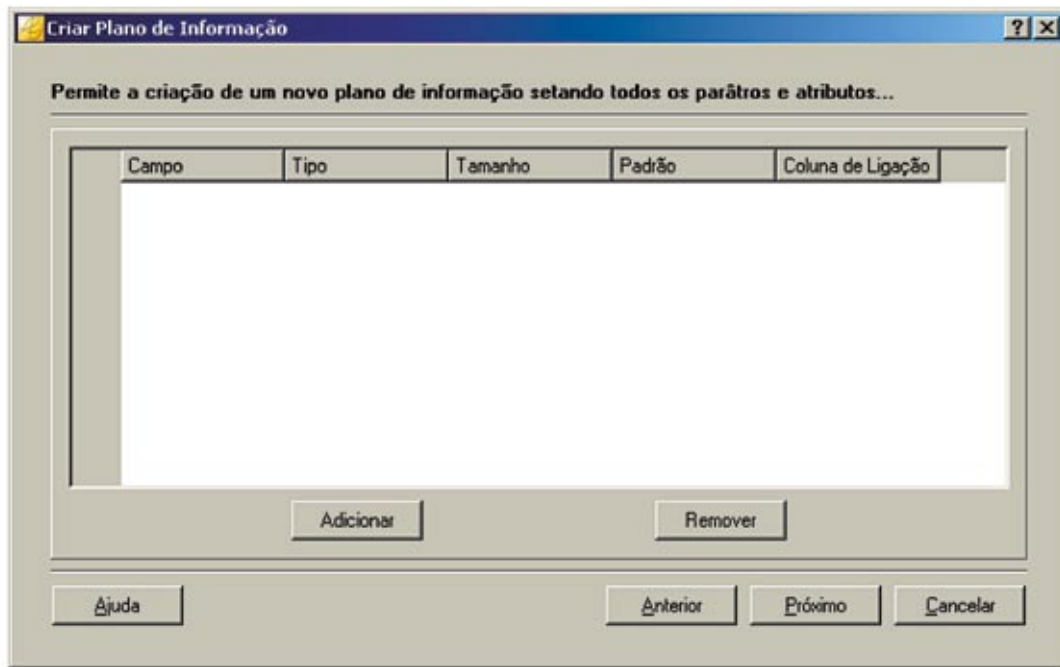 Criar Plano de Informação
Permite a criação de um novo plano de informação setando todos os parâtros e atributos...
Campo Tipo Tamanho Padrão Coluna de Ligação
Adicionar Remover
Ajuda Anterior Próximo Cancelar